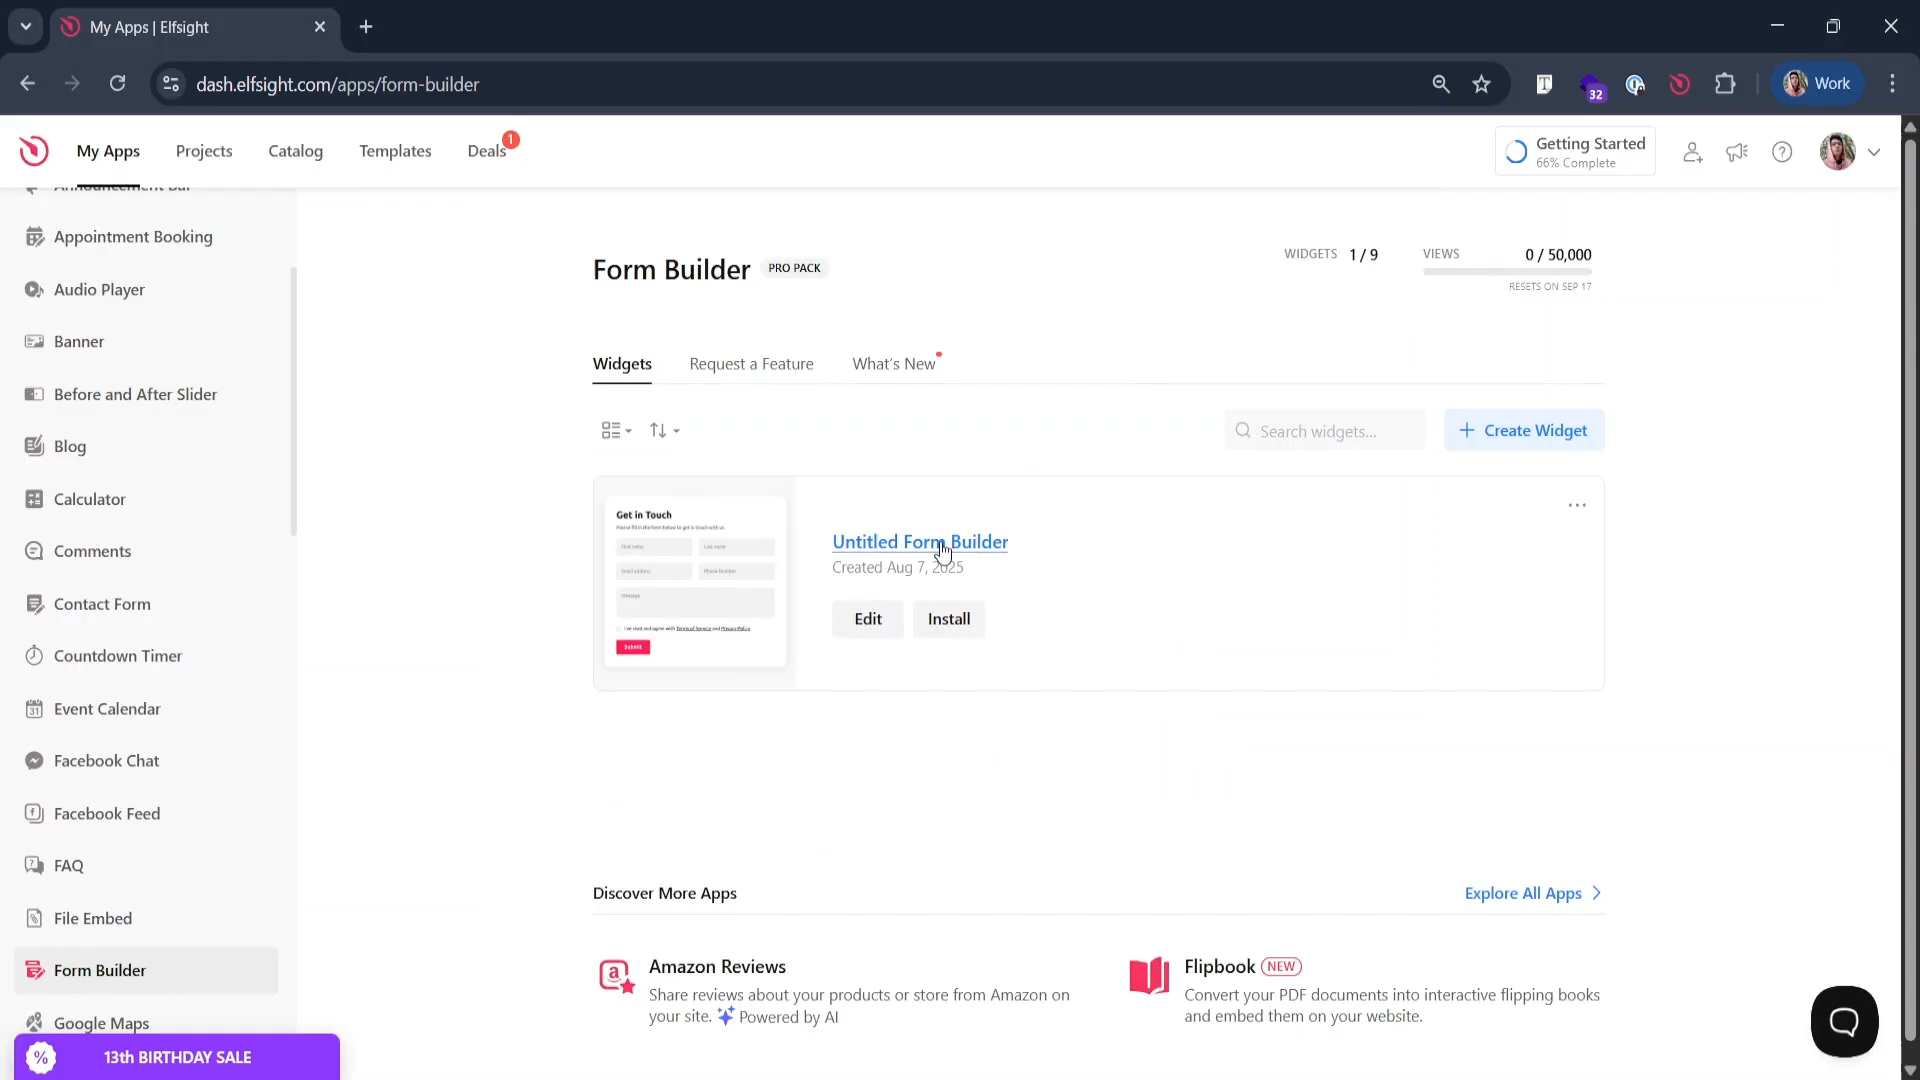 My Apps | Elfsight
dash.elfsight.com/apps/form-builder
32
Work
My Apps
Projects
Catalog
Templates
Deals
1
Getting Started
66% Complete
Announcement Bar
Appointment Booking
Audio Player
Banner
Before and After Slider
Blog
Calculator
Comments
Contact Form
Countdown Timer
Event Calendar
Facebook Chat
Facebook Feed
FAQ
File Embed
Form Builder
Google Maps
13th BIRTHDAY SALE
Form Builder
PRO PACK
WIDGETS 1 / 9
VIEWS 0 / 50,000
RESETS ON SEP 17
Widgets
Request a Feature
What's New
Search widgets...
Create Widget
Get in Touch
Please fill in the form below to get in touch with us.
First name
Last name
Email address
Phone Number
Message
I've read and agree with Terms of Service and Privacy Policy
Submit
Untitled Form Builder
Created Aug 7, 2025
Edit
Install
Discover More Apps
Explore All Apps
Amazon Reviews
Share reviews about your products or store from Amazon on
your site. Powered by AI
Flipbook NEW
Convert your PDF documents into interactive flipping books
and embed them on your website.